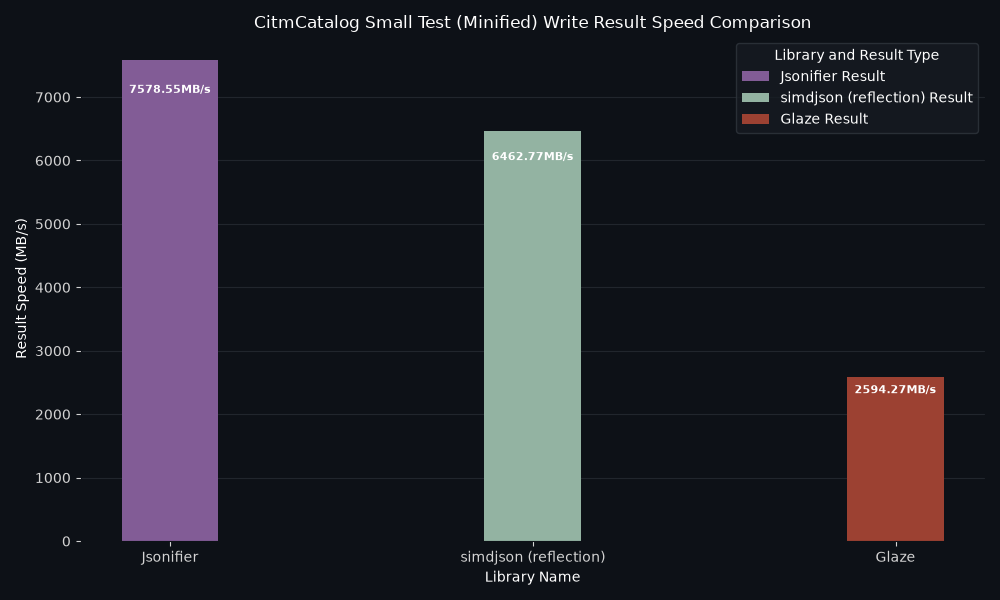 CitmCatalog Small Test (Minified) Write Result Speed Comparison
Library and Result Type
Jsonifier Result
simdjson (reflection) Result
Glaze Result
7578.55MB/s
6462.77MB/s
2594.27MB/s
Result Speed (MB/s)
7000
6000
5000
4000
3000
2000
1000
0
Jsonifier
simdjson (reflection)
Glaze
Library Name